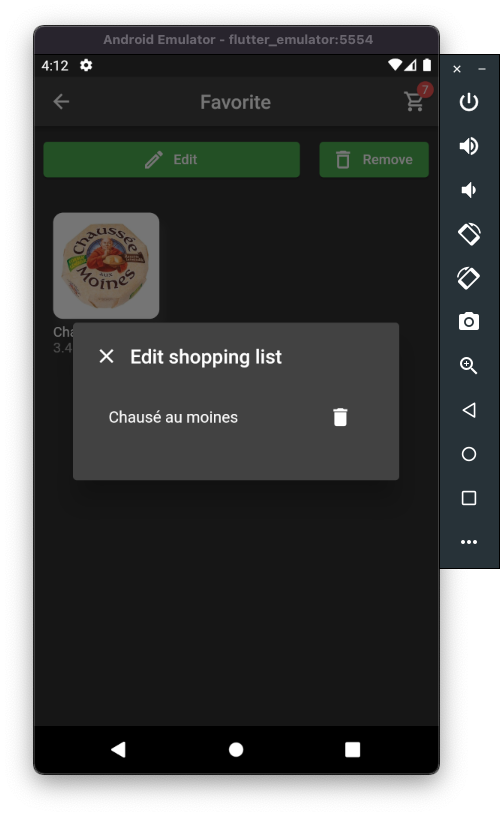 Android Emulator - flutter_emulator:5554
4:12
Favorite
7
Edit
Remove
Chaussée
AUX
Moines
Cha
3.4
Edit shopping list
Chausé au moines